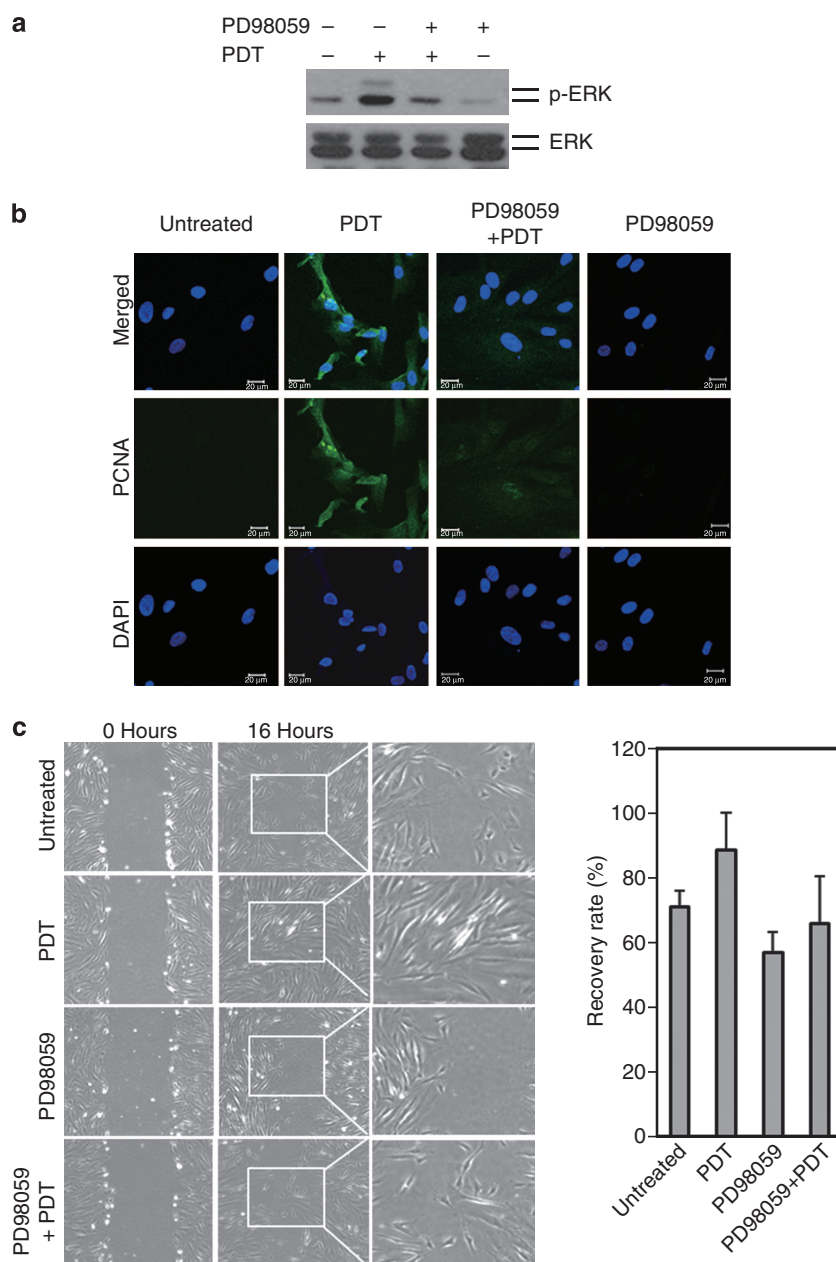 a
PD98059 – – + +
PDT – + + –
p-ERK
ERK
b
Untreated PDT PD98059 +PDT PD98059
Merged
20 µm 20 µm 20 µm 20 µm
PCNA
20 µm 20 µm 20 µm 20 µm
DAPI
20 µm 20 µm 20 µm 20 µm
c
0 Hours 16 Hours
Untreated
PDT
PD98059
PD98059
+ PDT
Recovery rate (%)
120
100
80
60
40
20
0
Untreated PDT PD98059 PD98059+PDT